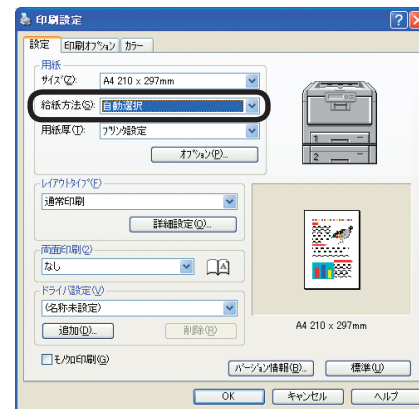 印刷設定
設定 印刷オプション カラー
用紙
サイズ(Z): A4 210 x 297mm
給紙方法(S): 自動選択
用紙厚(T): プリンタ設定
オプション(P)...
1
2
レイアウトタイプ(E)
通常印刷
詳細設定(O)...
両面印刷(2)
なし
A
ドライバ設定(V)
(名称未設定)
追加(D)... 削除(R)
A4 210 x 297mm
モノクロ印刷(G)
バージョン情報(B)... 標準(U)
OK キャンセル ヘルプ